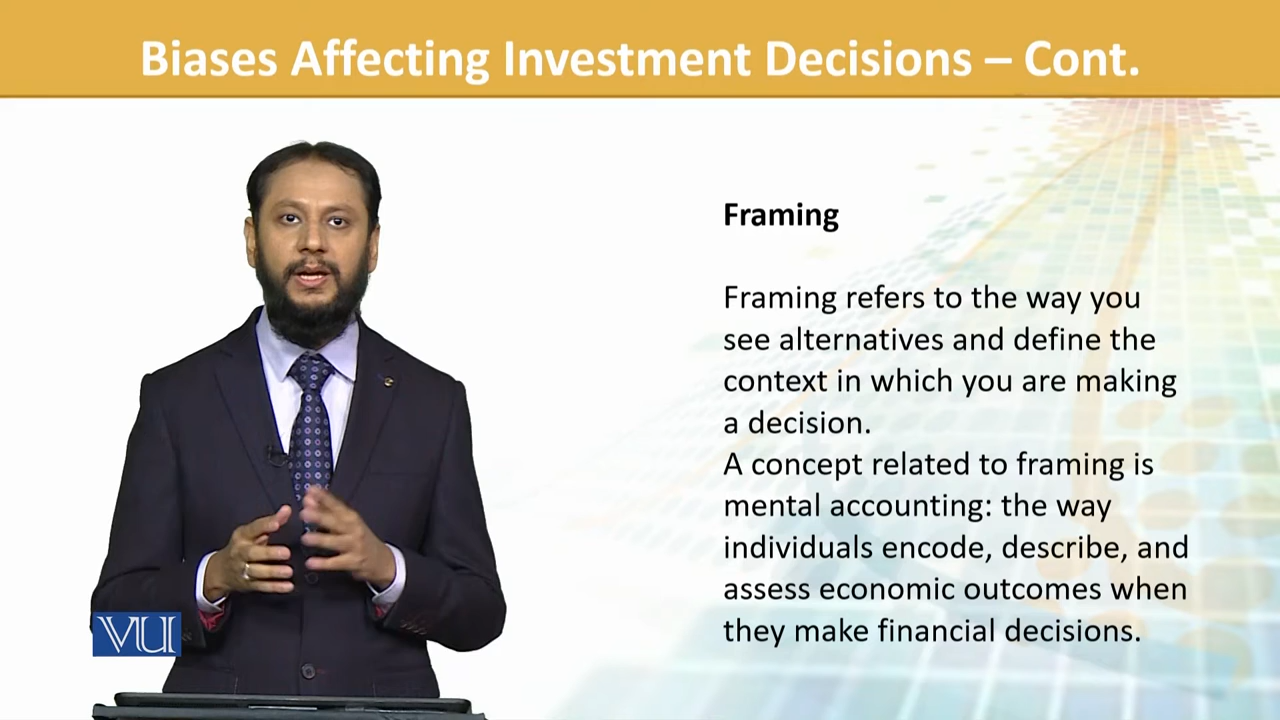 Biases Affecting Investment Decisions – Cont.
Framing
Framing refers to the way you
see alternatives and define the
context in which you are making
a decision.
A concept related to framing is
mental accounting: the way
individuals encode, describe, and
assess economic outcomes when
they make financial decisions.
VU